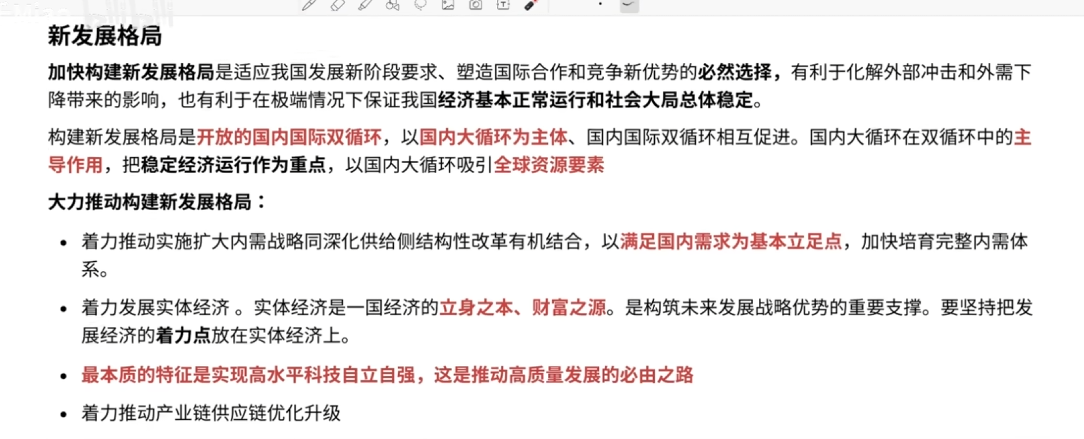 新发展格局
加快构建新发展格局是适应我国发展新阶段要求、塑造国际合作和竞争新优势的必然选择，有利于化解外部冲击和外需下
降带来的影响，也有利于在极端情况下保证我国经济基本正常运行和社会大局总体稳定。
构建新发展格局是开放的国内国际双循环，以国内大循环为主体、国内国际双循环相互促进。国内大循环在双循环中的主
导作用，把稳定经济运行作为重点，以国内大循环吸引全球资源要素
大力推动构建新发展格局：
• 着力推动实施扩大内需战略同深化供给侧结构性改革有机结合，以满足国内需求为基本立足点，加快培育完整内需体
系。
• 着力发展实体经济 。实体经济是一国经济的立身之本、财富之源。是构筑未来发展战略优势的重要支撑。要坚持把发
展经济的着力点放在实体经济上。
• 最本质的特征是实现高水平科技自立自强，这是推动高质量发展的必由之路
• 着力推动产业链供应链优化升级